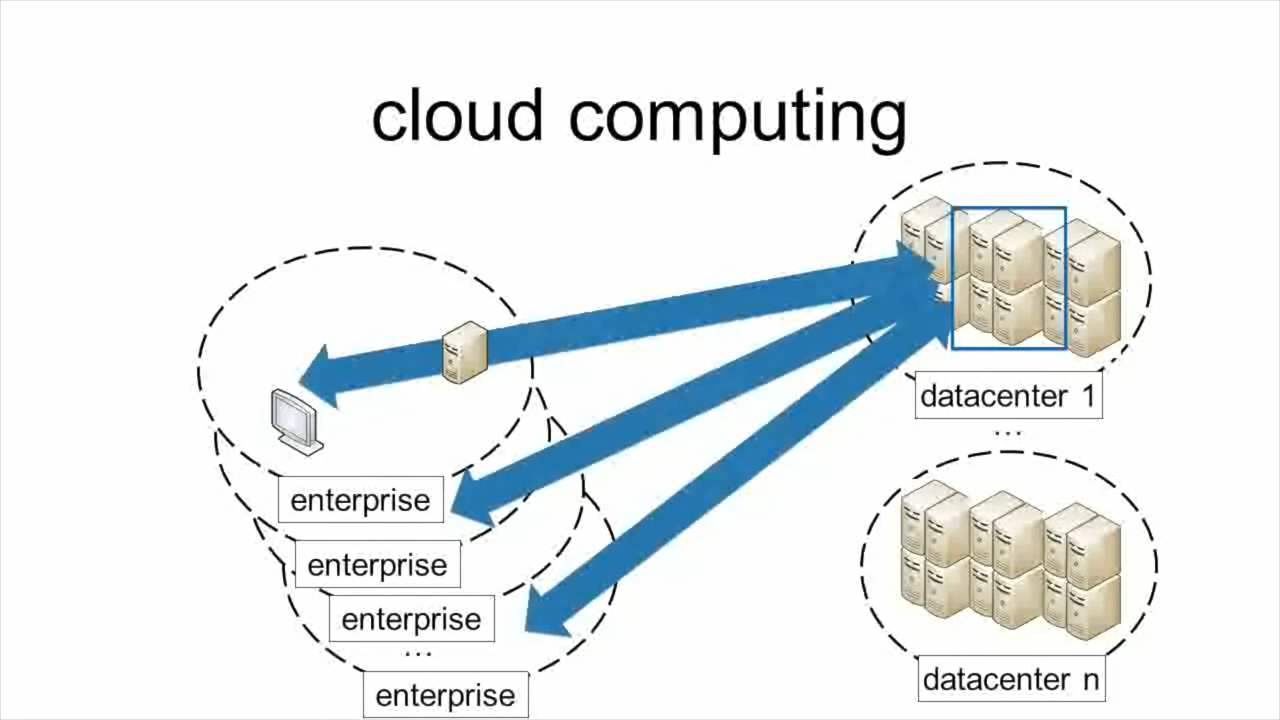 cloud computing
datacenter 1
...
enterprise
enterprise
enterprise
...
enterprise
datacenter n